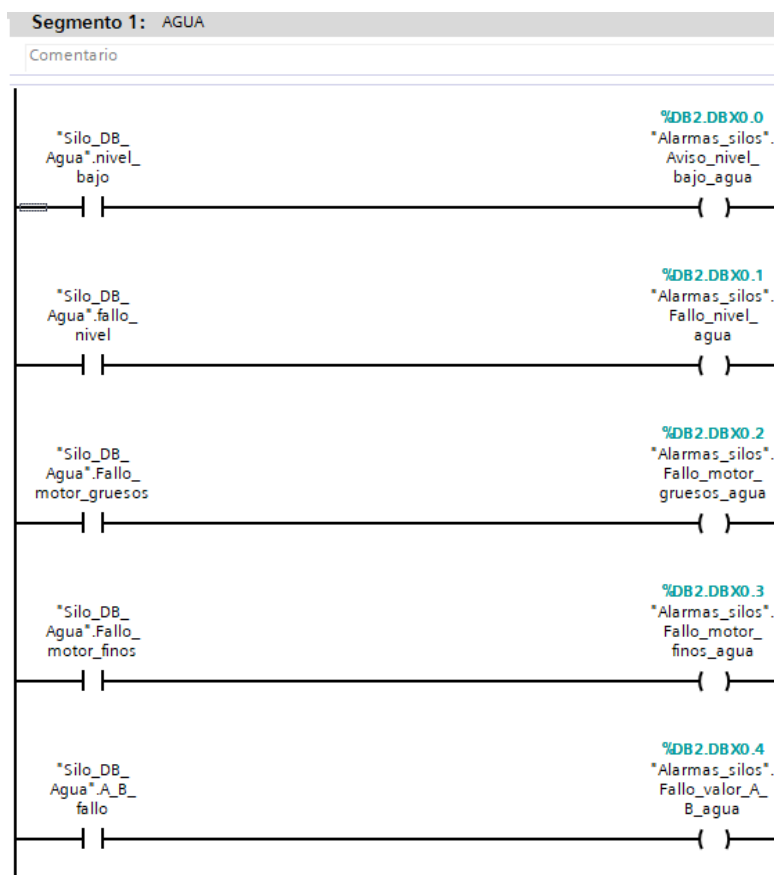 Segmento 1: AGUA
Comentario
"Silo_DB_
Agua".nivel_
bajo
%DB2.DBX0.0
"Alarmas_silos".
Aviso_nivel_
bajo_agua
"Silo_DB_
Agua".fallo_
nivel
%DB2.DBX0.1
"Alarmas_silos".
Fallo_nivel_
agua
"Silo_DB_
Agua".Fallo_
motor_gruesos
%DB2.DBX0.2
"Alarmas_silos".
Fallo_motor_
gruesos_agua
"Silo_DB_
Agua".Fallo_
motor_finos
%DB2.DBX0.3
"Alarmas_silos".
Fallo_motor_
finos_agua
"Silo_DB_
Agua".A_B_
fallo
%DB2.DBX0.4
"Alarmas_silos".
Fallo_valor_A_
B_agua